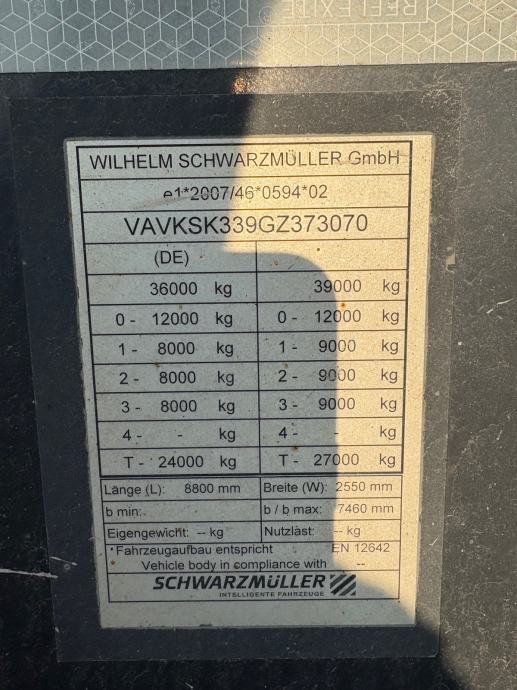 REFLEXITE
WILHELM SCHWARZMÜLLER GmbH
e1*2007/46*0594*02
VAVKSK339GZ373070
(DE)
36000 kg 39000 kg
0 - 12000 kg 0 - 12000 kg
1 - 8000 kg 1 - 9000 kg
2 - 8000 kg 2 - 9000 kg
3 - 8000 kg 3 - 9000 kg
4 - - kg 4 - - kg
T - 24000 kg T - 27000 kg
Länge (L): 8800 mm Breite (W): 2550 mm
b min: b / b max: 7460 mm
Eigengewicht: -- kg Nutzlast: -- kg
*Fahrzeugaufbau entspricht EN 12642
Vehicle body in compliance with --
SCHWARZMÜLLER
INTELLIGENTE FAHRZEUGE